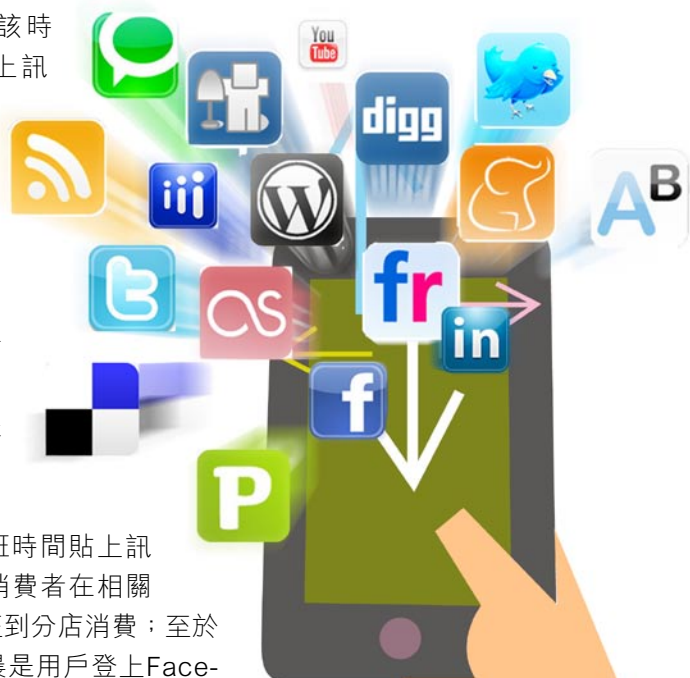 該時
上訊
You
Tube
digg
W
A B
fr
in
t
f
P
班時間貼上訊
消費者在相關
到分店消費；至於
晨是用戶登上Face-